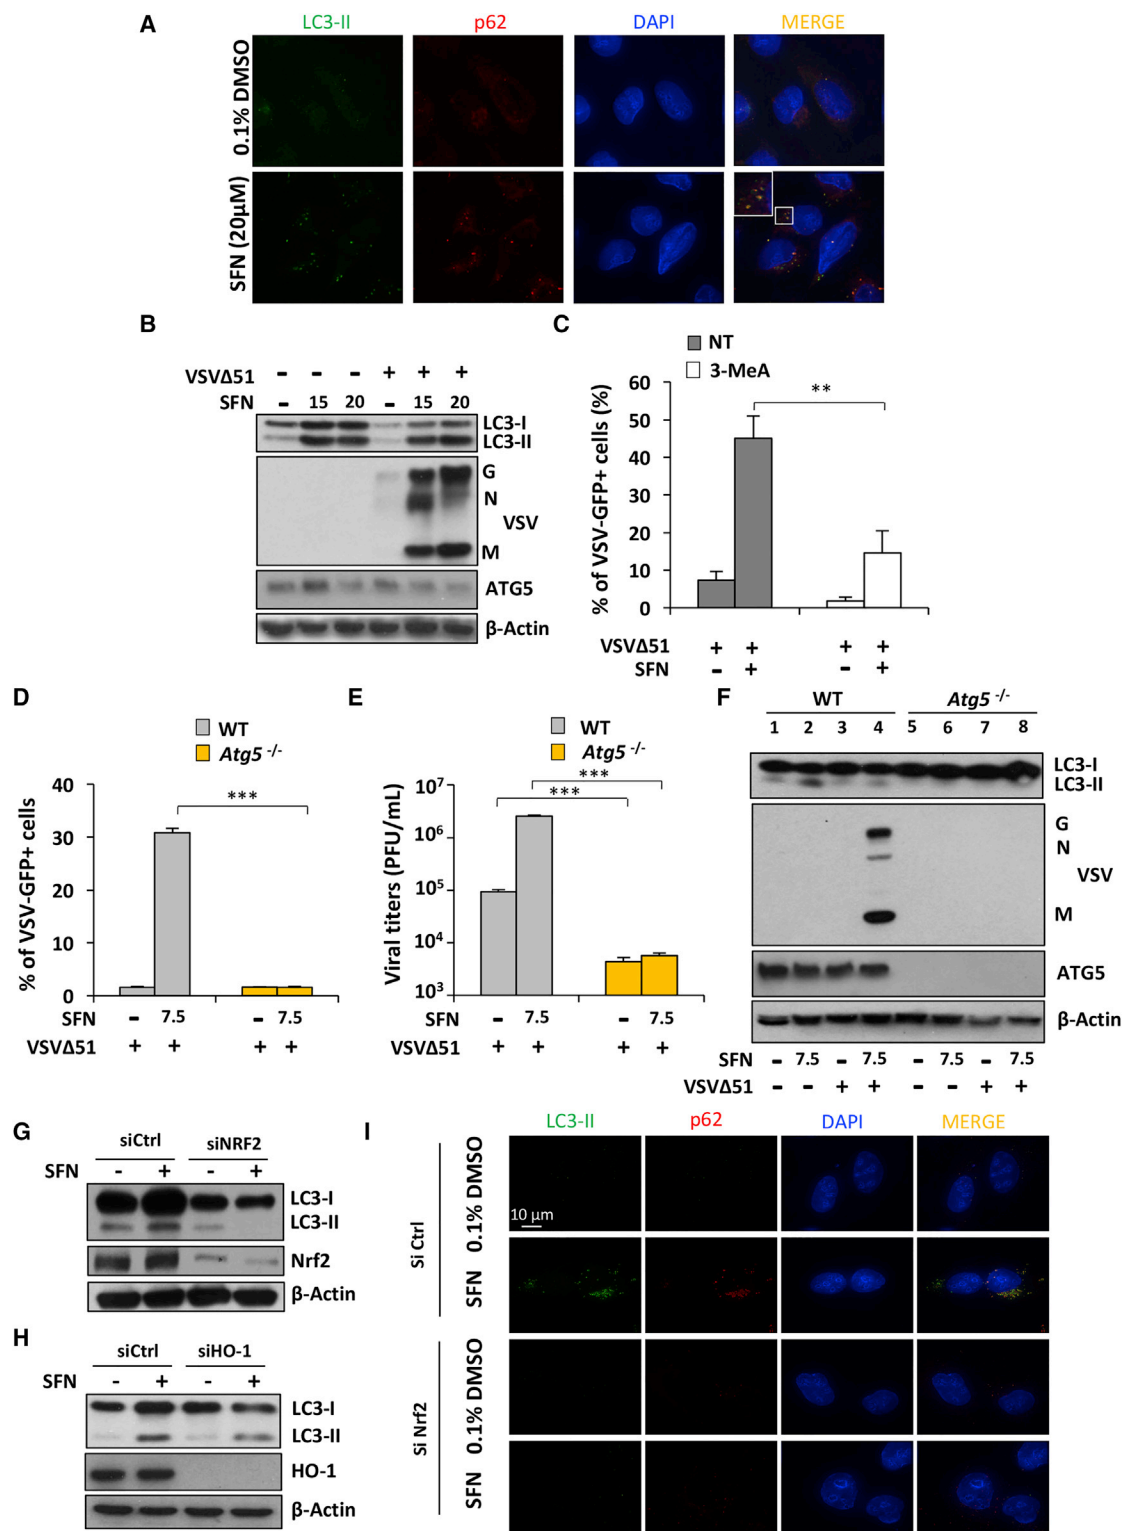 A
LC3-II p62 DAPI MERGE
0.1% DMSO
SFN (20µM)
B
VSVΔ51 - - - + + +
SFN - 15 20 - 15 20
LC3-I
LC3-II
G
N
VSV
M
ATG5
β-Actin
C
NT
3-MeA
% of VSV-GFP+ cells (%)
60
50
40
30
20
10
0
**
VSVΔ51 + + + +
SFN - + - +
D
WT
Atg5 -/-
% of VSV-GFP+ cells
40
30
20
10
0
***
SFN - 7.5 - 7.5
VSVΔ51 + + + +
E
WT
Atg5 -/-
Viral titers (PFU/mL)
10⁷
10⁶
10⁵
10⁴
10³
***
***
SFN - 7.5 - 7.5
VSVΔ51 + + + +
F
WT Atg5 -/-
1 2 3 4 5 6 7 8
LC3-I
LC3-II
G
N
VSV
M
ATG5
β-Actin
SFN - 7.5 - 7.5 - 7.5 - 7.5
VSVΔ51 - - + + - - + +
G
siCtrl siNRF2
SFN - + - +
LC3-I
LC3-II
Nrf2
β-Actin
H
siCtrl siHO-1
SFN - + - +
LC3-I
LC3-II
HO-1
β-Actin
I
LC3-II p62 DAPI MERGE
Si Ctrl
0.1% DMSO
10 µm
SFN
Si Nrf2
0.1% DMSO
SFN